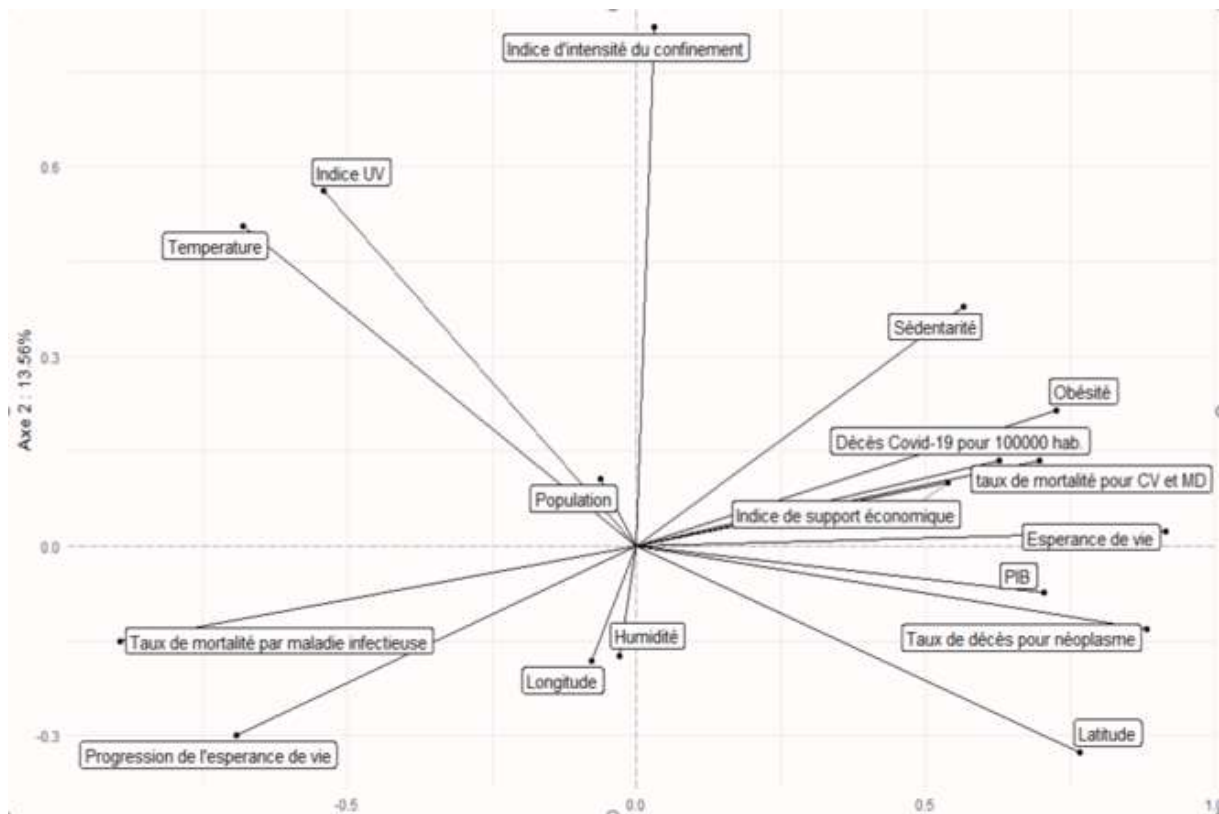 Indice d'intensité du confinement
0.6
Indice UV
Temperature
Sédentarité
Axe 2 : 13.56%
0.3
Obésité
Décès Covid-19 pour 100000 hab.
taux de mortalité pour CV et MD
Population
Indice de support économique
0.0
Esperance de vie
PIB
Taux de mortalité par maladie infectieuse
Humidité
Taux de décès pour néoplasme
Longitude
-0.3
Latitude
Progression de l'esperance de vie
-0.5
0.0
0.5
1.0